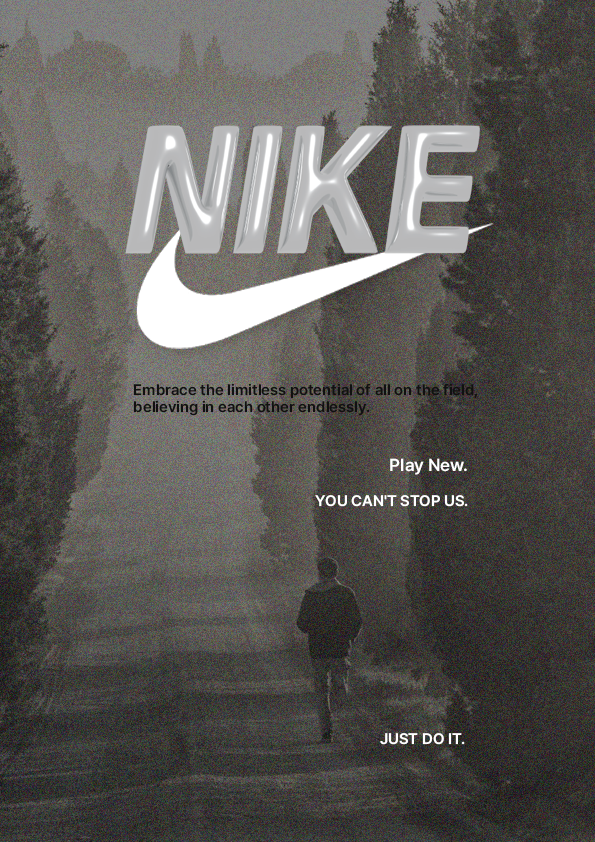 NIKE
Embrace the limitless potential of all on the field,
believing in each other endlessly.
Play New.
YOU CAN'T STOP US.
JUST DO IT.